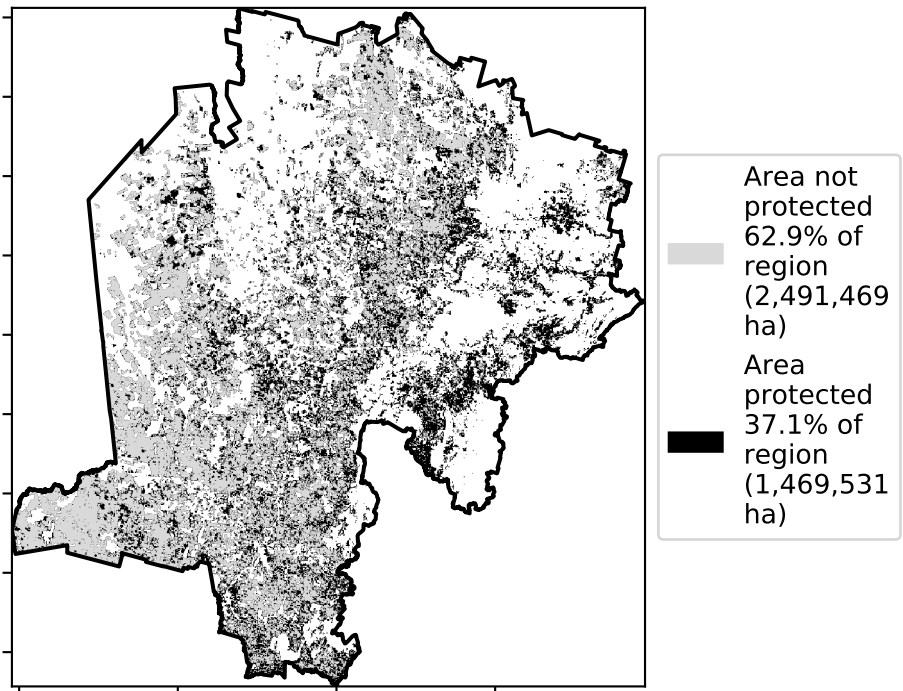 Area not
protected
62.9% of
region
(2,491,469
ha)
Area
protected
37.1% of
region
(1,469,531
ha)